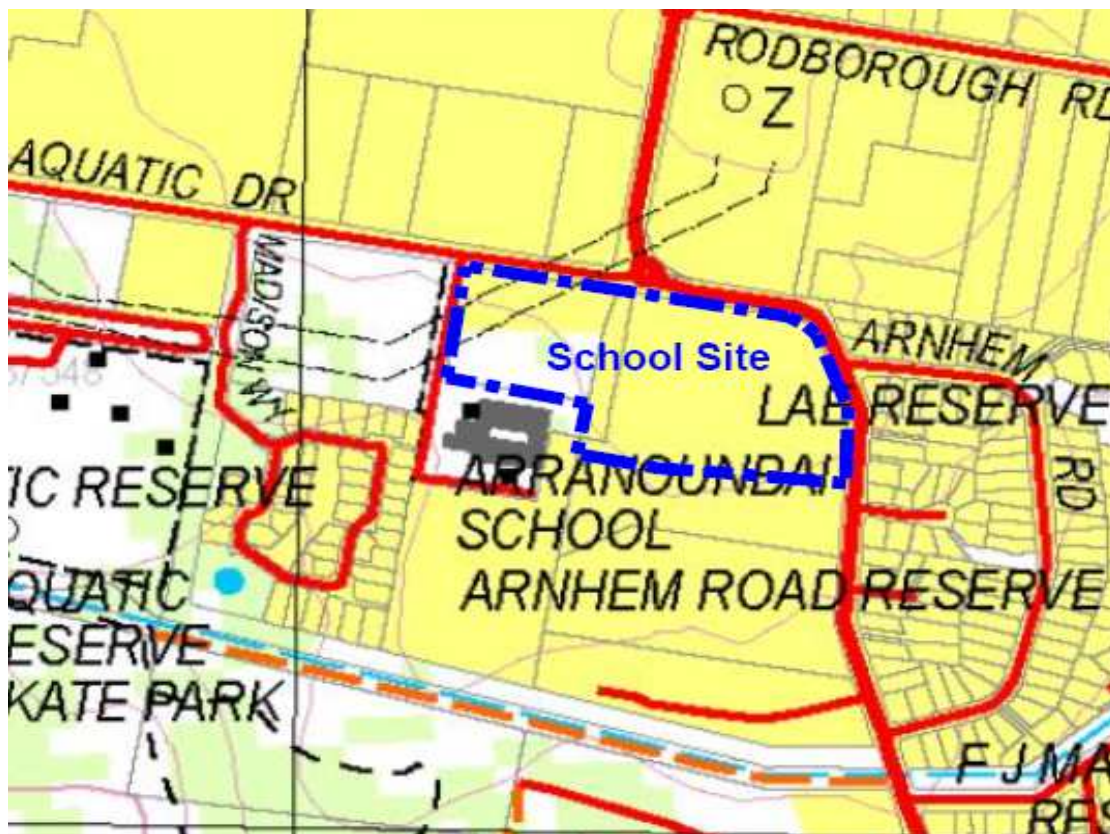 RODBOROUGH RD
Z
AQUATIC DR
MADISON WY
School Site
ARNHEM
RD
LAE RESERVE
IC RESERVE
ARRANOUNBAI
SCHOOL
ARNHEM ROAD RESERVE
QUATIC
ESERVE
KATE PARK
F J MA
RES